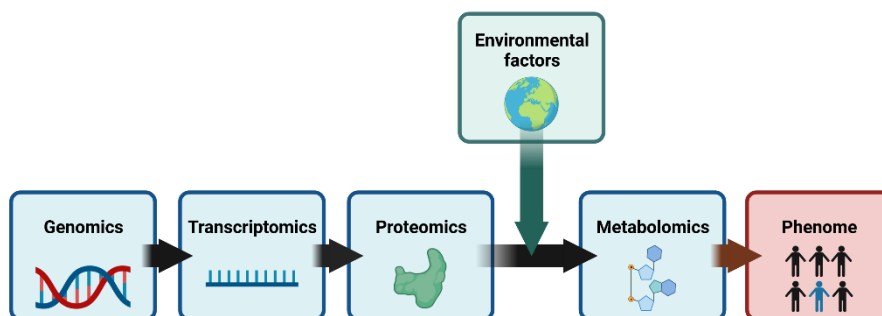 Environmental
factors
Genomics
Transcriptomics
Proteomics
Metabolomics
Phenome